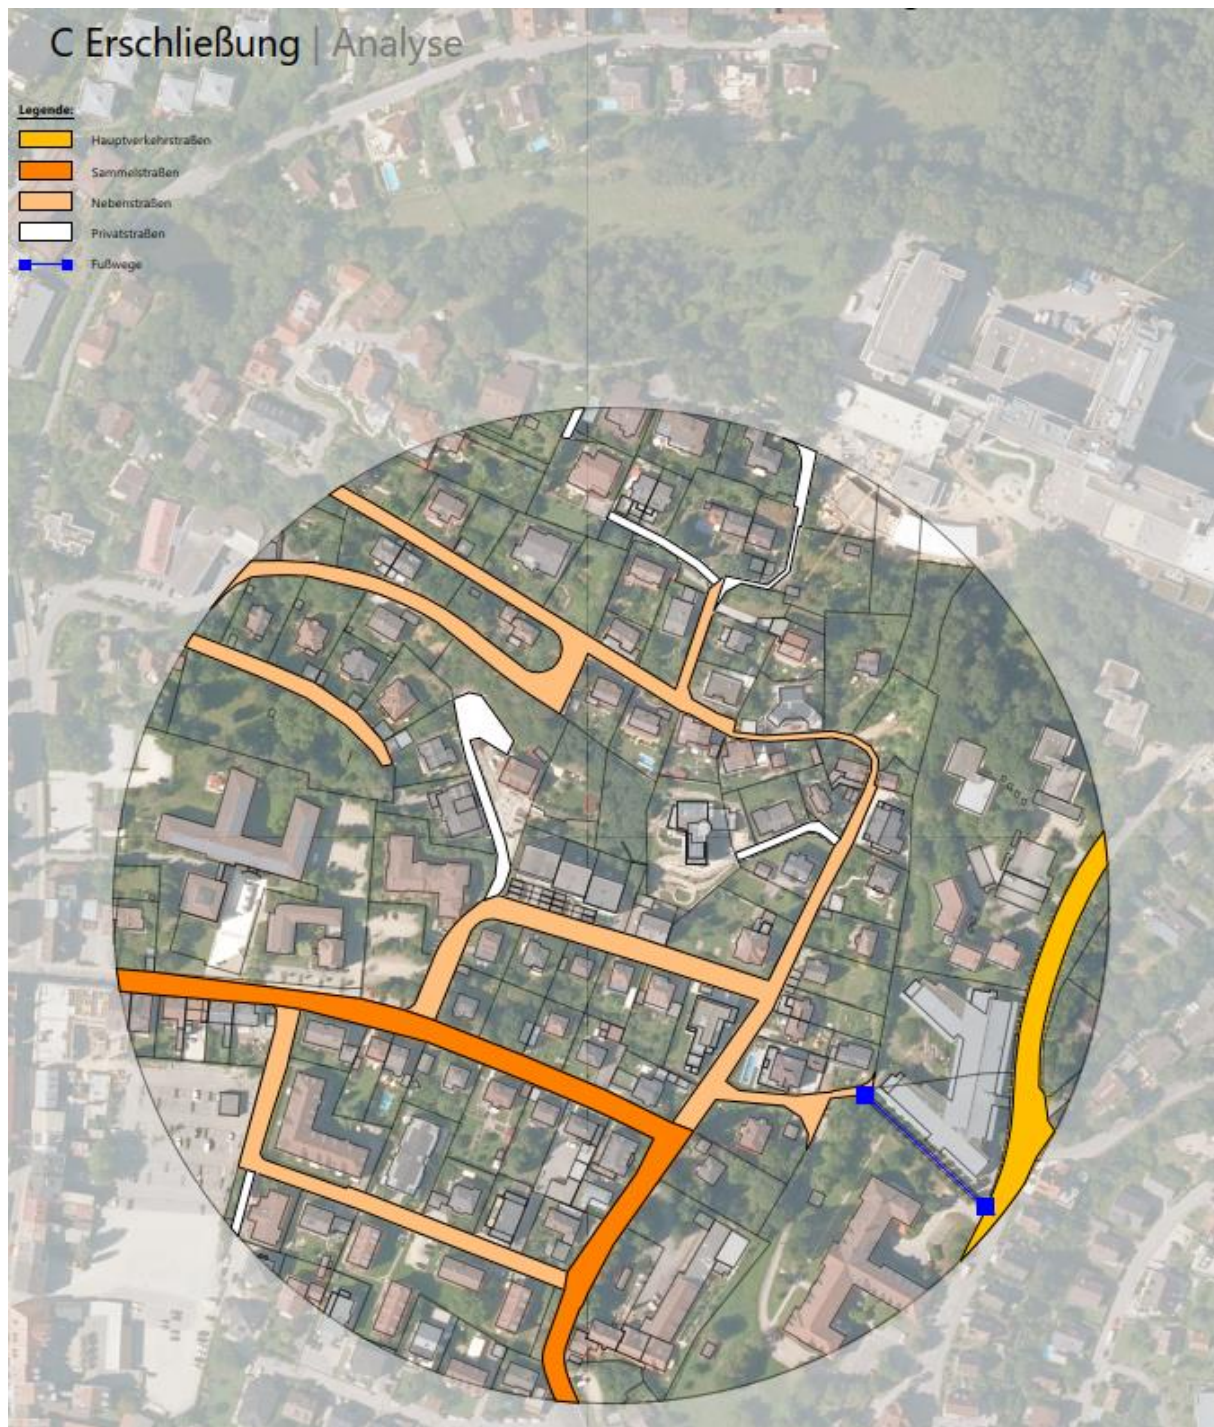 C Erschließung | Analyse
Legende:
Hauptverkehrstraßen
Sammelstraßen
Nebenstraßen
Privatstraßen
Fußwege